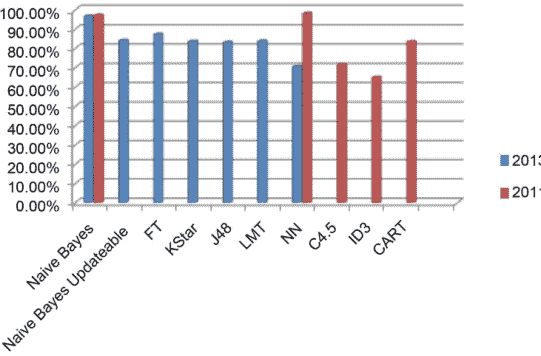 100.00%
90.00%
80.00%
70.00%
60.00%
50.00%
40.00%
30.00%
20.00%
10.00%
0.00%
Naive Bayes
Naive Bayes Updateable
FT
KStar
J48
LMT
NN
C4.5
ID3
CART
2013
2011